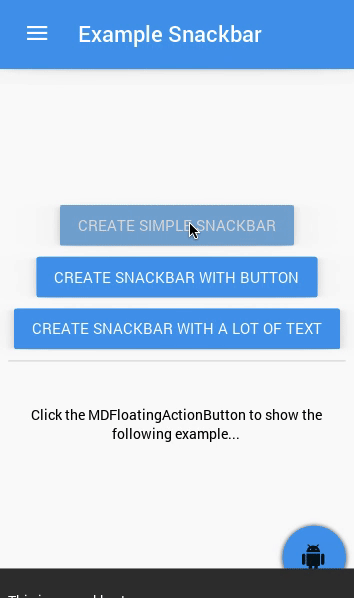 Example Snackbar
CREATE SIMPLE SNACKBAR
CREATE SNACKBAR WITH BUTTON
CREATE SNACKBAR WITH A LOT OF TEXT
Click the MDFloatingActionButton to show the
following example...